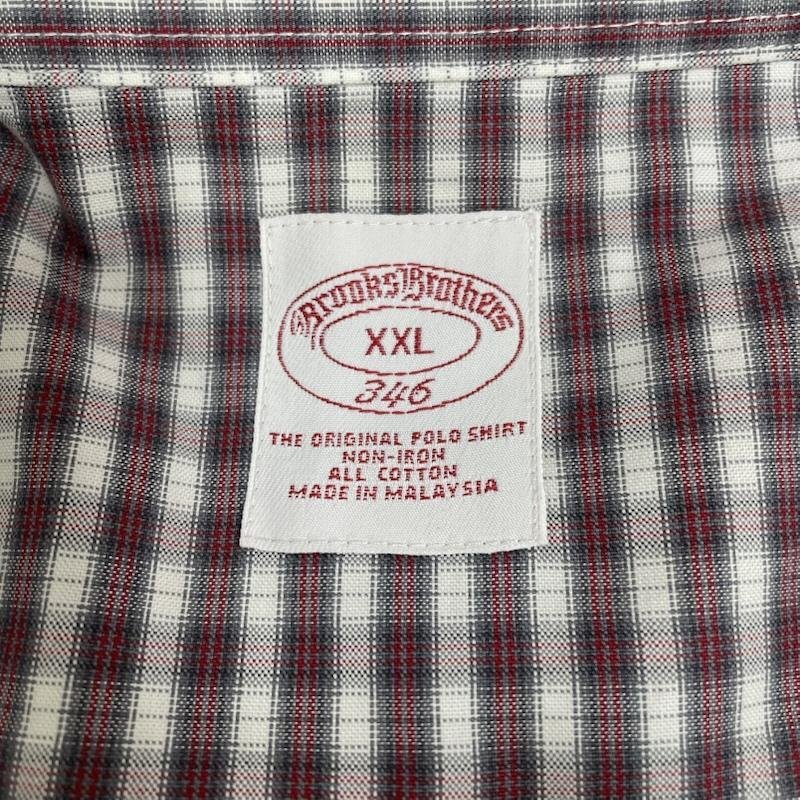 Brooks Brothers
XXL
346
THE ORIGINAL POLO SHIRT
NON-IRON
ALL COTTON
MADE IN MALAYSIA